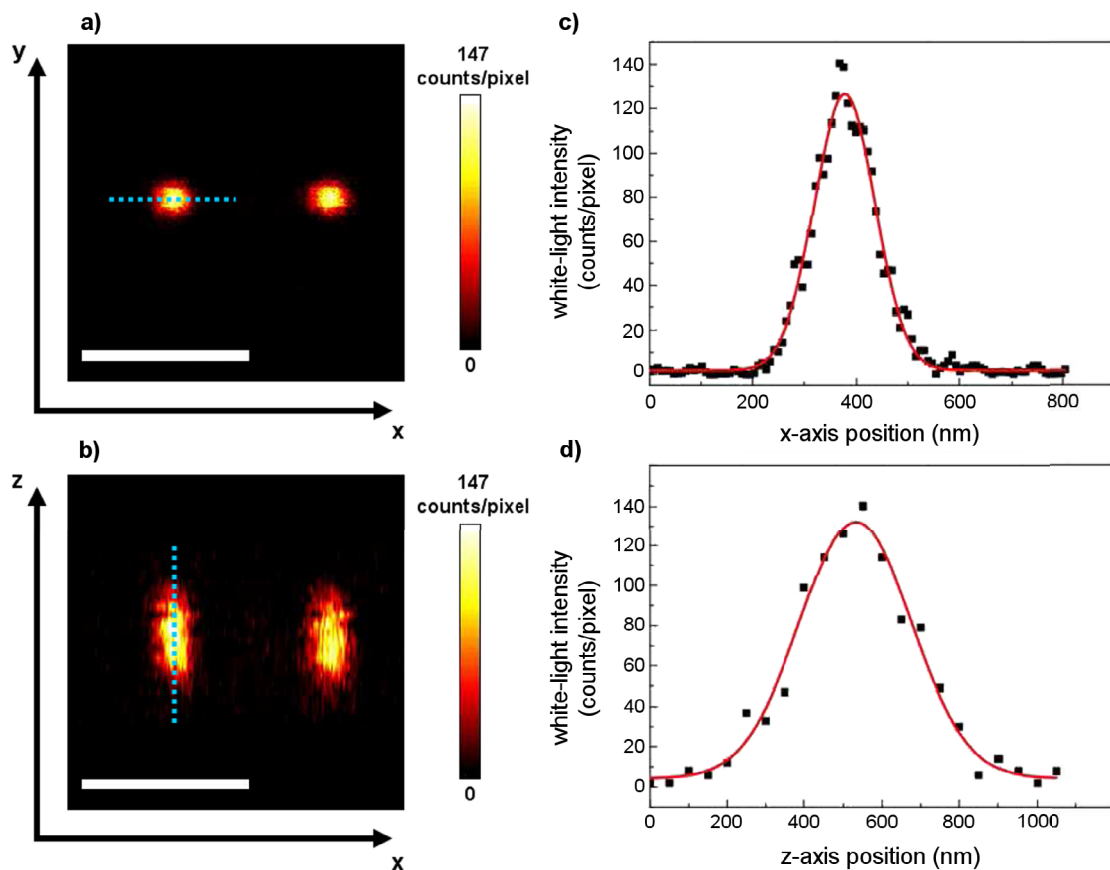 a)
y
x
147
counts/pixel
0
b)
z
x
147
counts/pixel
0
c)
white-light intensity
(counts/pixel)
140
120
100
80
60
40
20
0
0 200 400 600 800
x-axis position (nm)
d)
white-light intensity
(counts/pixel)
140
120
100
80
60
40
20
0
0 200 400 600 800 1000
z-axis position (nm)